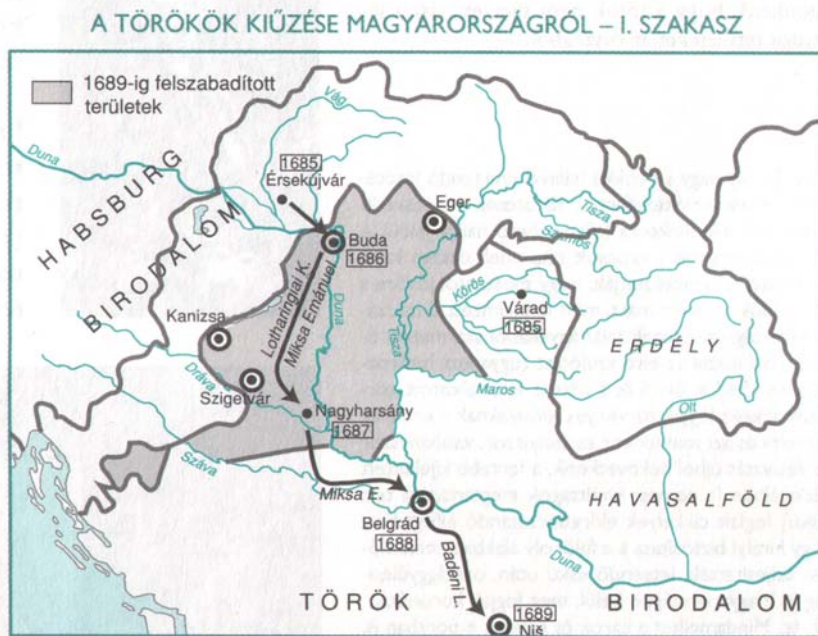 A TÖRÖKÖK KIŰZÉSE MAGYARORSZÁGRÓL – I. SZAKASZ
1689-ig felszabadított
területek
Vág
Duna
HABSBURG
BIRODALOM
1685
Érsekújvár
Eger
Tisza
Szamos
Buda
1686
Lotharingiai K.
Miksa Emánuel
Duna
Tisza
Körös
Várad
1685
ERDÉLY
Kanizsa
Dráva
Szigetvár
Maros
Olt
Nagyharsány
1687
Száva
Miksa E.
HAVASALFÖLD
Belgrád
1688
Duna
Badeni L.
TÖRÖK BIRODALOM
1689
Niš